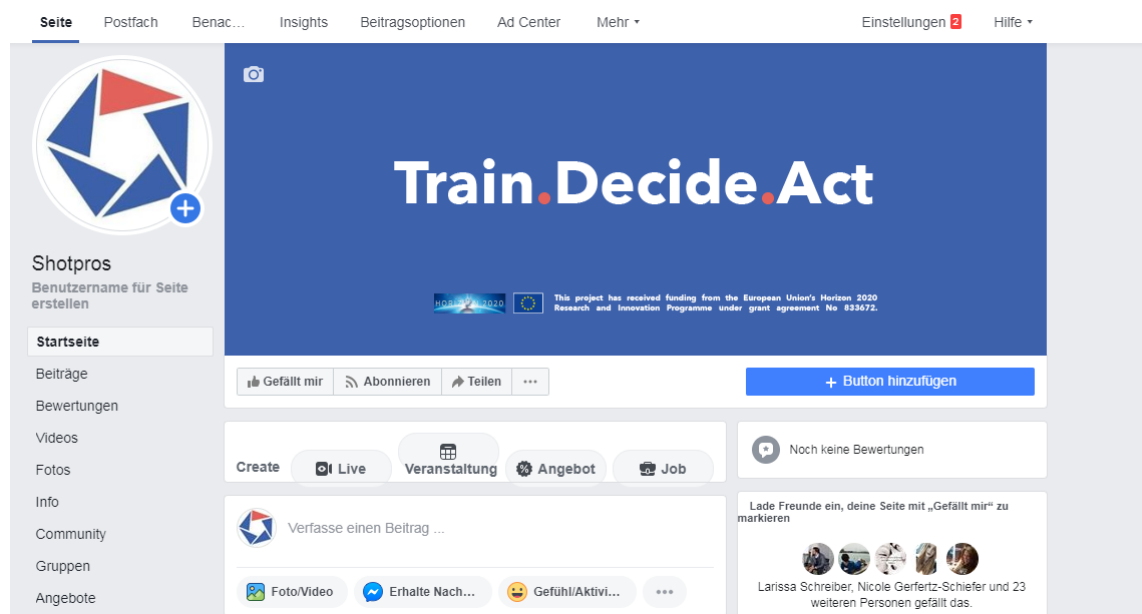 Seite Postfach Benac... Insights Beitragsoptionen Ad Center Mehr Einstellungen 2 Hilfe
Train.Decide.Act
HORIZON 2020
This project has received funding from the European Union's Horizon 2020
Research and Innovation Programme under grant agreement No 833672.
Shotpros
Benutzername für Seite
erstellen
Startseite
Beiträge
Bewertungen
Videos
Fotos
Info
Community
Gruppen
Angebote
Gefällt mir Abonnieren Teilen ...
+ Button hinzufügen
Create Live Veranstaltung Angebot Job
Verfasse einen Beitrag ...
Foto/Video Erhalte Nach... Gefühl/Aktivi... ...
Noch keine Bewertungen
Lade Freunde ein, deine Seite mit „Gefällt mir“ zu
markieren
Larissa Schreiber, Nicole Gerfertz-Schiefer und 23
weiteren Personen gefällt das.